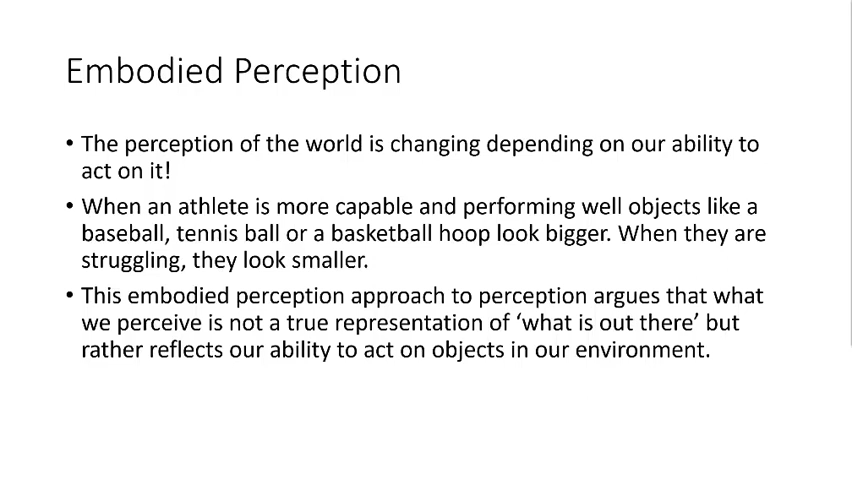 Embodied Perception
• The perception of the world is changing depending on our ability to
act on it!
• When an athlete is more capable and performing well objects like a
baseball, tennis ball or a basketball hoop look bigger. When they are
struggling, they look smaller.
• This embodied perception approach to perception argues that what
we perceive is not a true representation of ‘what is out there’ but
rather reflects our ability to act on objects in our environment.